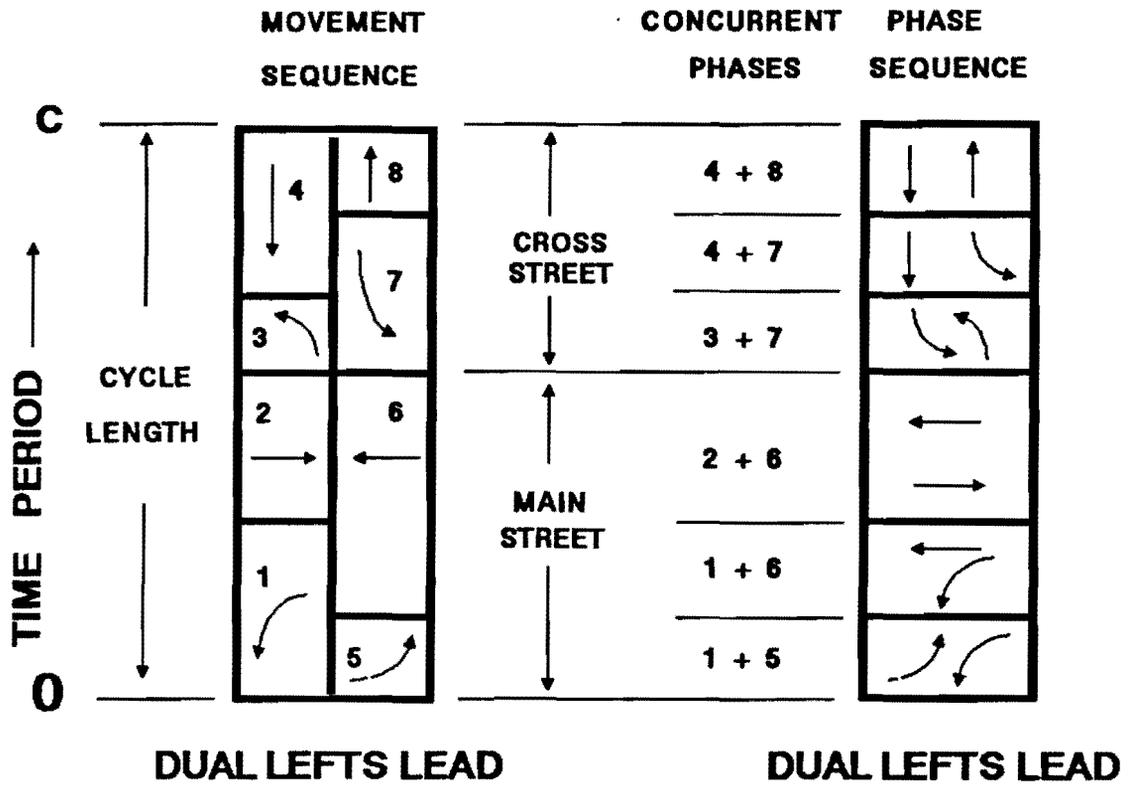 MOVEMENT
SEQUENCE
CONCURRENT
PHASES
PHASE
SEQUENCE
C
0
TIME PERIOD
CYCLE
LENGTH
4
8
7
3
2
6
1
5
CROSS
STREET
MAIN
STREET
4 + 8
4 + 7
3 + 7
2 + 6
1 + 6
1 + 5
DUAL LEFTS LEAD
DUAL LEFTS LEAD